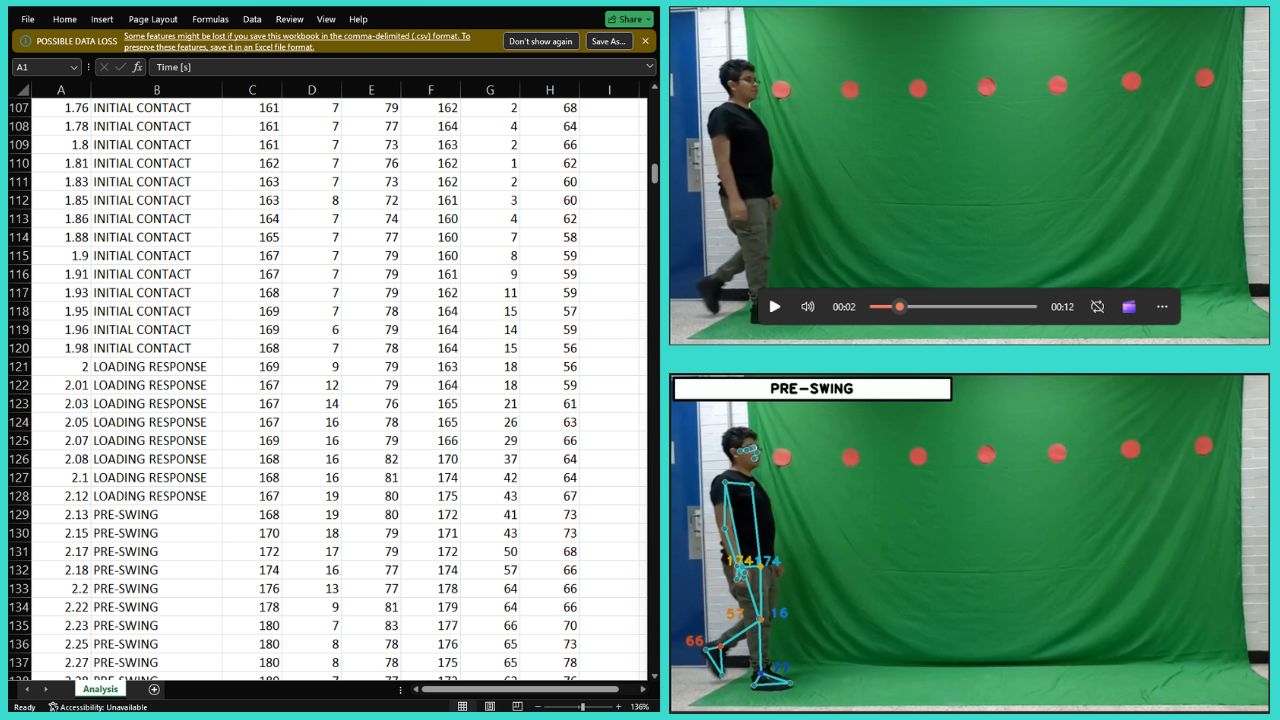 File Home Insert Page Layout Formulas Data Review View Help Share
POSSIBLE DATA LOSS Some features might be lost if you save this workbook in the comma-delimited (.csv) format. To
preserve these features, save it in an Excel file format. Don't show again Save As...
A1 fx Time [s]
A B C D E F G H I
107 1.76 INITIAL CONTACT 161 7 79 162 2 68
108 1.78 INITIAL CONTACT 161 7 77 164 4 64
109 1.8 INITIAL CONTACT 161 7 73 163 2 66
110 1.81 INITIAL CONTACT 162 7 76 162 1 62
111 1.83 INITIAL CONTACT 163 7 73 162 2 60
112 1.85 INITIAL CONTACT 163 8 72 161 3 60
113 1.86 INITIAL CONTACT 164 7 74 160 4 62
114 1.88 INITIAL CONTACT 165 7 77 160 7 58
115 1.9 INITIAL CONTACT 167 7 79 160 8 59
116 1.91 INITIAL CONTACT 167 7 79 161 9 59
117 1.93 INITIAL CONTACT 168 7 79 162 11 59
118 1.95 INITIAL CONTACT 169 7 78 164 15 57
119 1.96 INITIAL CONTACT 169 6 79 164 14 59
120 1.98 INITIAL CONTACT 168 7 78 164 15 56
121 2 LOADING RESPONSE 169 9 79 163 18 56
122 2.01 LOADING RESPONSE 167 12 79 164 18 59
123 2.03 LOADING RESPONSE 167 14 76 165 21 61
124 2.05 LOADING RESPONSE 167 16 78 165 26 63
125 2.07 LOADING RESPONSE 169 16 79 166 29 66
126 2.08 LOADING RESPONSE 168 16 82 170 37 64
127 2.1 LOADING RESPONSE 168 16 81 174 42 64
128 2.12 LOADING RESPONSE 167 19 80 175 43 67
129 2.13 PRE-SWING 168 19 80 172 41 73
130 2.15 PRE-SWING 170 18 79 171 43 73
131 2.17 PRE-SWING 172 17 79 172 50 68
132 2.18 PRE-SWING 174 16 77 174 57 66
133 2.2 PRE-SWING 176 13 77 178 64 66
134 2.22 PRE-SWING 178 9 81 179 64 66
135 2.23 PRE-SWING 180 7 83 177 66 70
136 2.25 PRE-SWING 180 8 78 176 65 73
137 2.27 PRE-SWING 180 8 78 175 65 78
Analysis
Ready Accessibility: Unavailable 136%
00:02 00:12
PRE-SWING
174 174
57 16
66